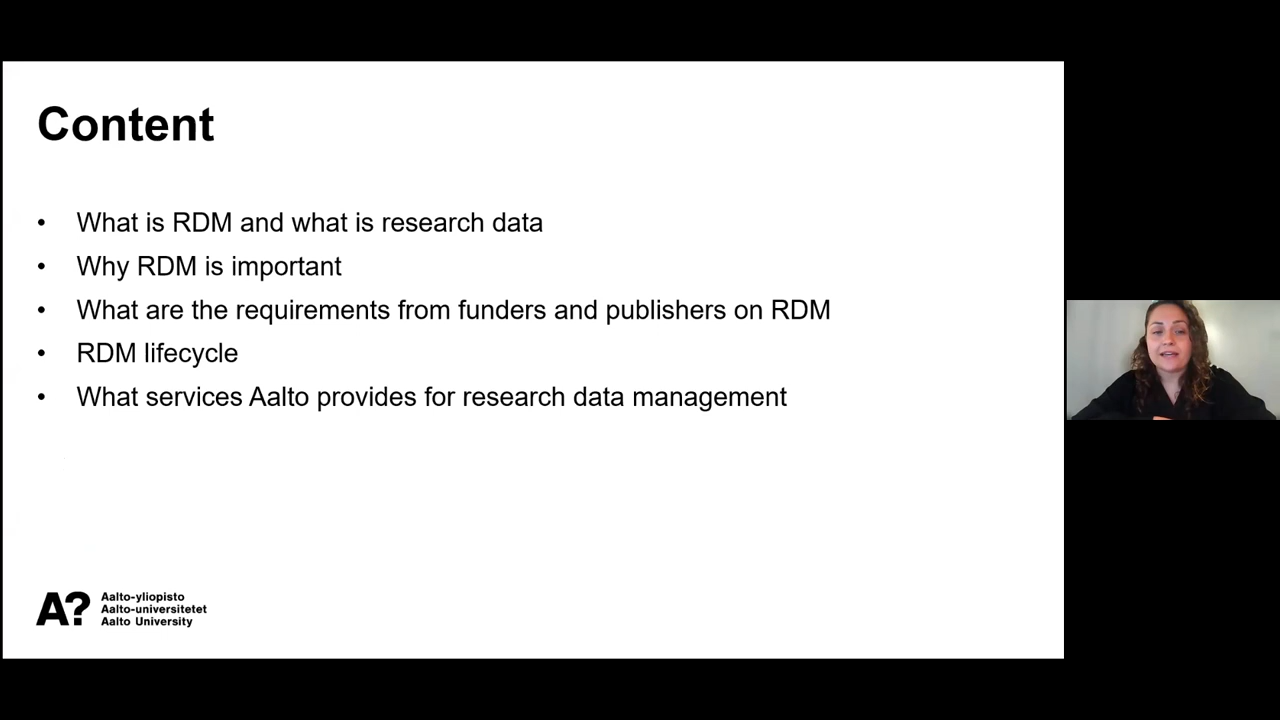 Content
• What is RDM and what is research data
• Why RDM is important
• What are the requirements from funders and publishers on RDM
• RDM lifecycle
• What services Aalto provides for research data management
A?
Aalto-yliopisto
Aalto-universitetet
Aalto University